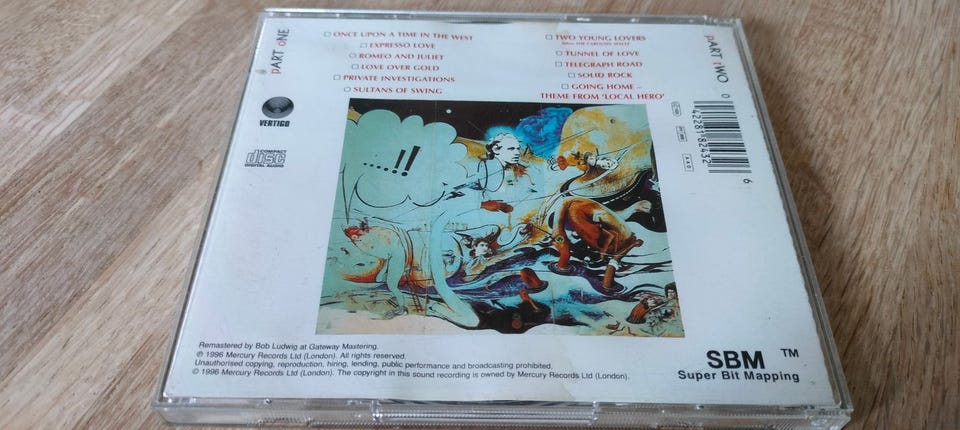 pART oNE
□ ONCE UPON A TIME IN THE WEST
□ EXPRESSO LOVE
○ ROMEO AND JULIET
□ LOVE OVER GOLD
□ PRIVATE INVESTIGATIONS
○ SULTANS OF SWING
pART tWO
□ TWO YOUNG LOVERS
○ TUNNEL OF LOVE
□ TELEGRAPH ROAD
□ SOLID ROCK
□ GOING HOME –
THEME FROM 'LOCAL HERO'
VERTIGO
COMPACT
disc
DIGITAL AUDIO
0 42281 82432 6
...!!
Remastered by Bob Ludwig at Gateway Mastering.
℗ 1996 Mercury Records Ltd (London). All rights reserved.
Unauthorised copying, reproduction, hiring, lending, public performance and broadcasting prohibited.
© 1996 Mercury Records Ltd (London). The copyright in this sound recording is owned by Mercury Records Ltd (London).
SBM ™
Super Bit Mapping